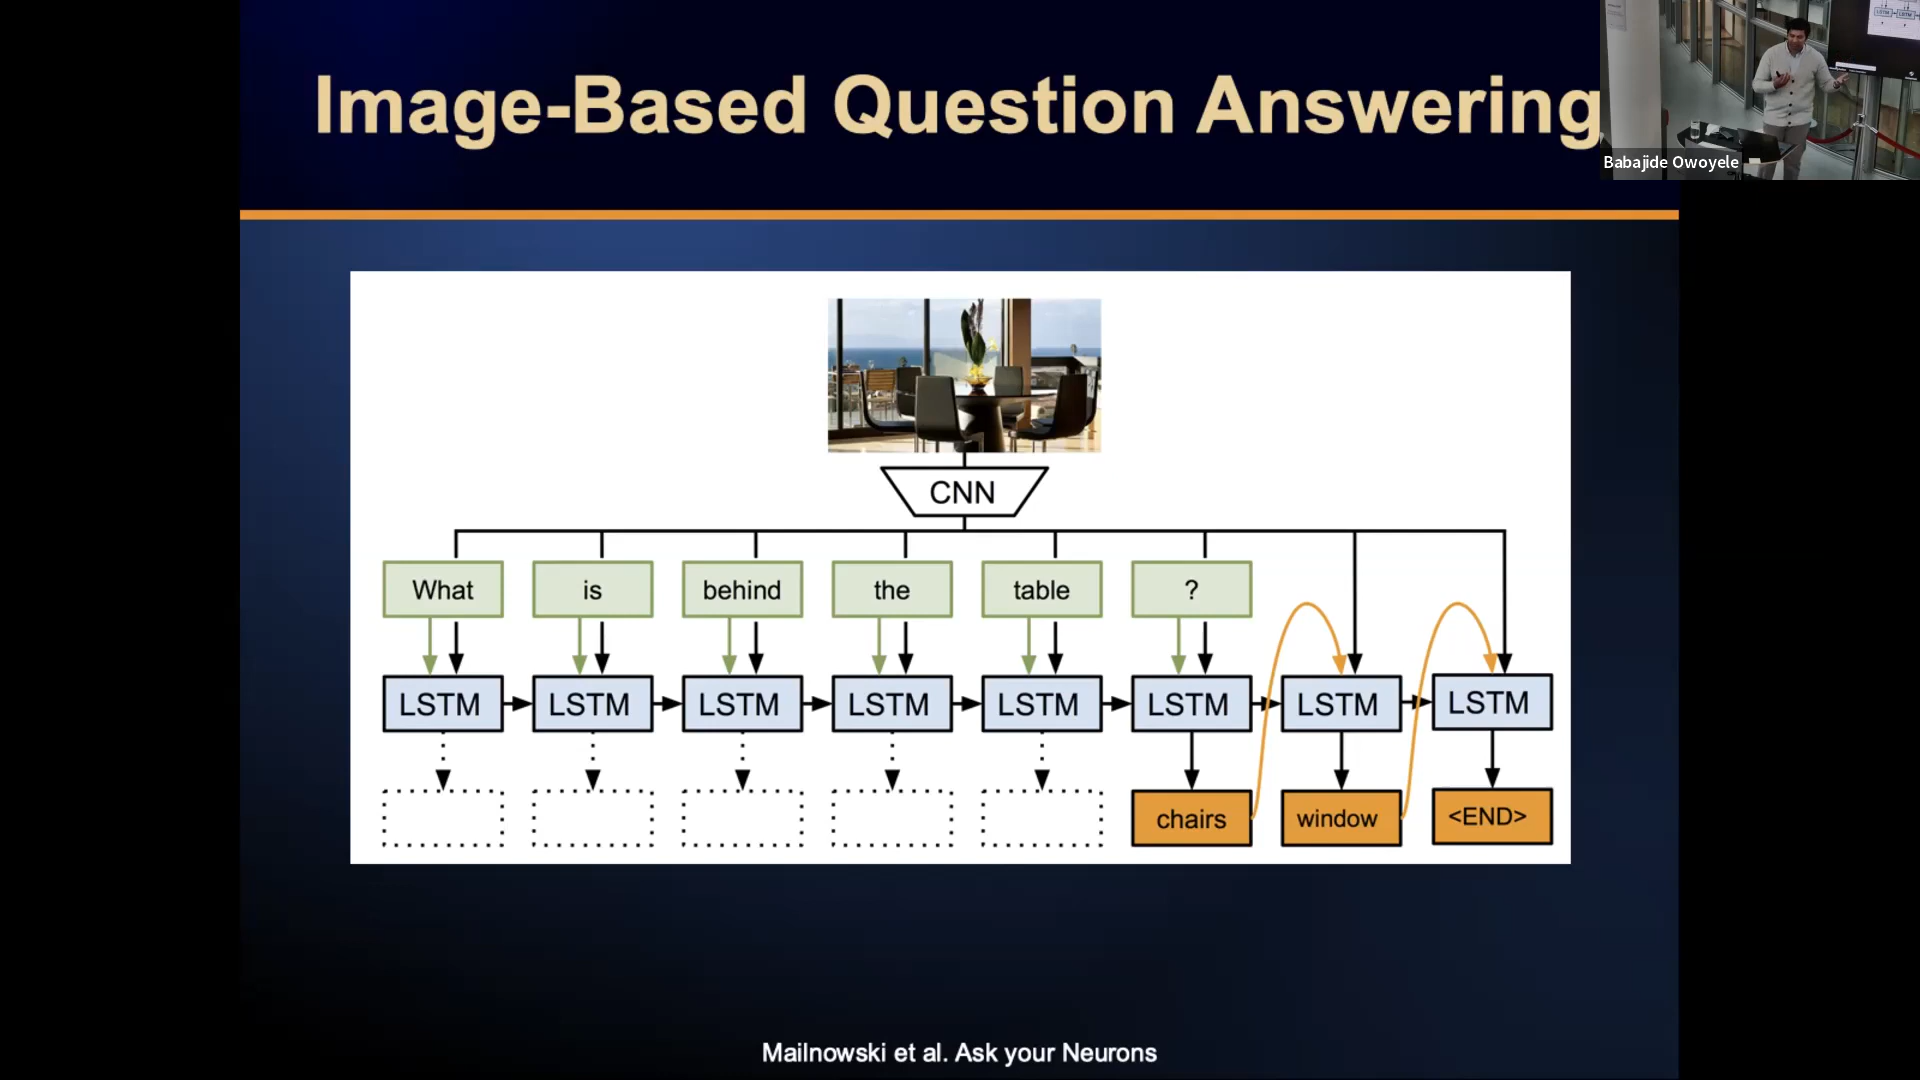 Image-Based Question Answering
Babajide Owoyele
CNN
What is behind the table ?
LSTM LSTM LSTM LSTM LSTM LSTM LSTM LSTM
chairs window <END>
Mailnowski et al. Ask your Neurons